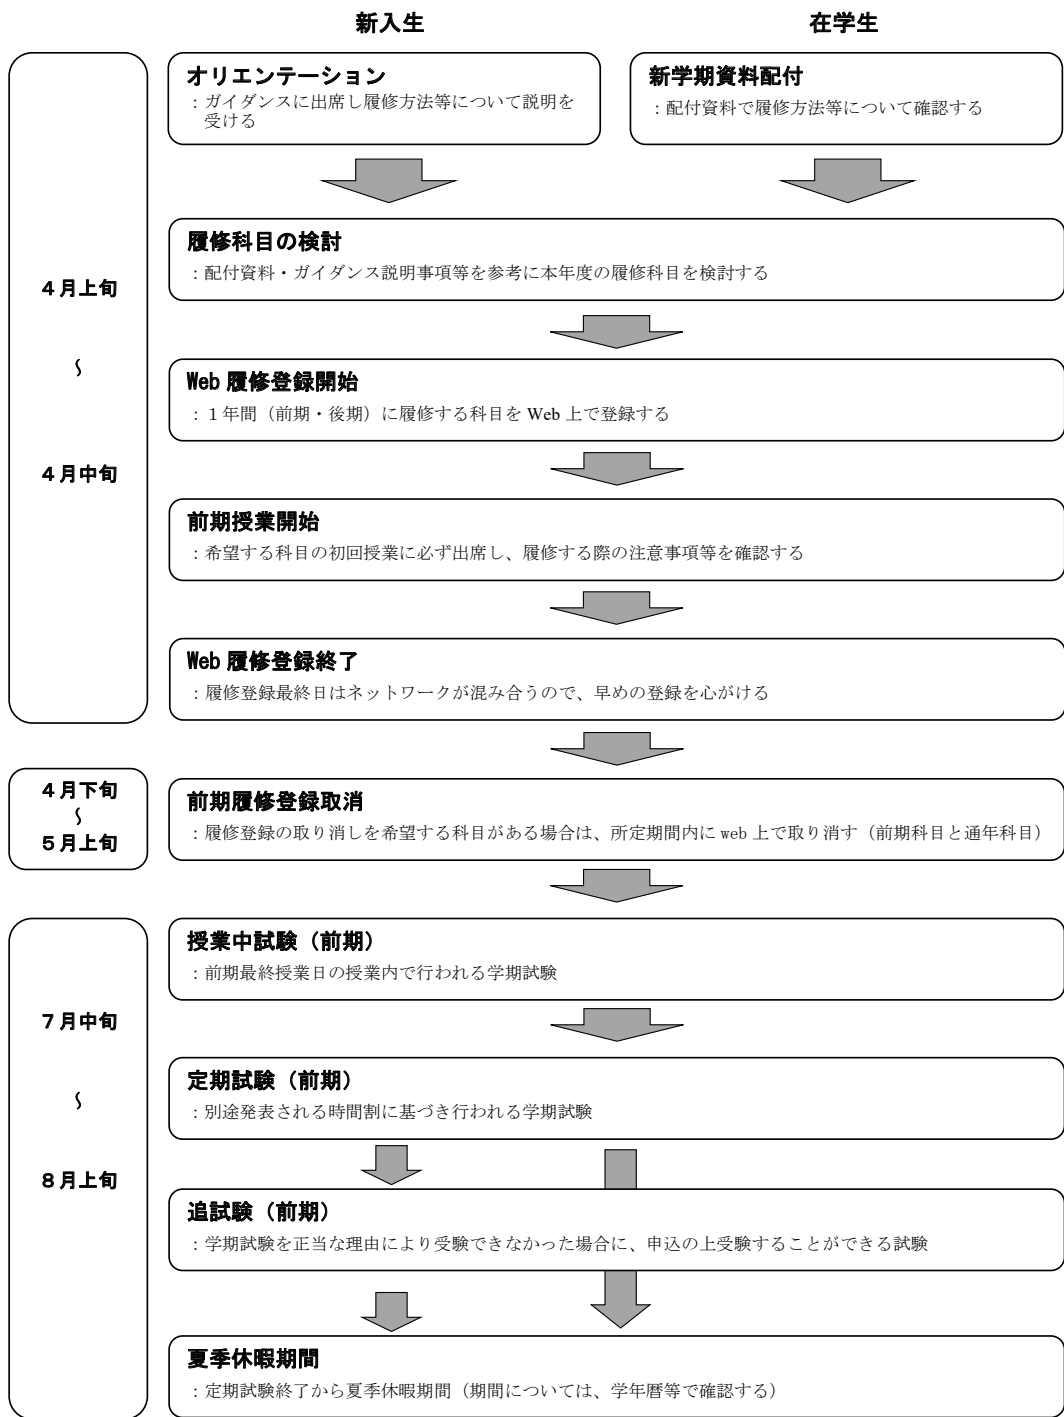 新入生
在学生
オリエンテーション
：ガイダンスに出席し履修方法等について説明を
受ける
新学期資料配付
：配付資料で履修方法等について確認する
履修科目の検討
：配付資料・ガイダンス説明事項等を参考に本年度の履修科目を検討する
４月上旬
〜
４月中旬
Web 履修登録開始
：１年間（前期・後期）に履修する科目を Web 上で登録する
前期授業開始
：希望する科目の初回授業に必ず出席し、履修する際の注意事項等を確認する
Web 履修登録終了
：履修登録最終日はネットワークが混み合うので、早めの登録を心がける
４月下旬
〜
５月上旬
前期履修登録取消
：履修登録の取り消しを希望する科目がある場合は、所定期間内に web 上で取り消す（前期科目と通年科目）
授業中試験（前期）
：前期最終授業日の授業内で行われる学期試験
７月中旬
〜
８月上旬
定期試験（前期）
：別途発表される時間割に基づき行われる学期試験
追試験（前期）
：学期試験を正当な理由により受験できなかった場合に、申込の上受験することができる試験
夏季休暇期間
：定期試験終了から夏季休暇期間（期間については、学年暦等で確認する）